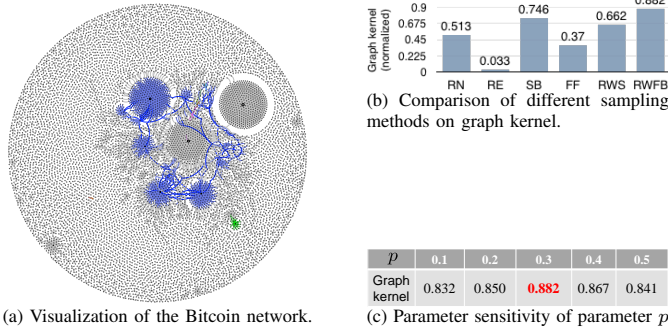 Graph kernel
(normalized)
0.9
0.675
0.45
0.225
0
0.513
0.033
0.746
0.37
0.662
0.882
RN RE SB FF RWS RWFB
(b) Comparison of different sampling
methods on graph kernel.
p 0.1 0.2 0.3 0.4 0.5
Graph
kernel 0.832 0.850 0.882 0.867 0.841
(a) Visualization of the Bitcoin network.
(c) Parameter sensitivity of parameter p